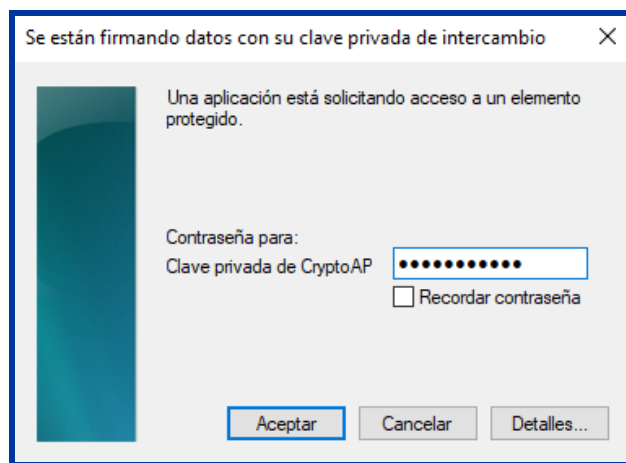 Se están firmando datos con su clave privada de intercambio
Una aplicación está solicitando acceso a un elemento
protegido.
Contraseña para:
Clave privada de CryptoAP
●●●●●●●●●●●
Recordar contraseña
Aceptar
Cancelar
Detalles...